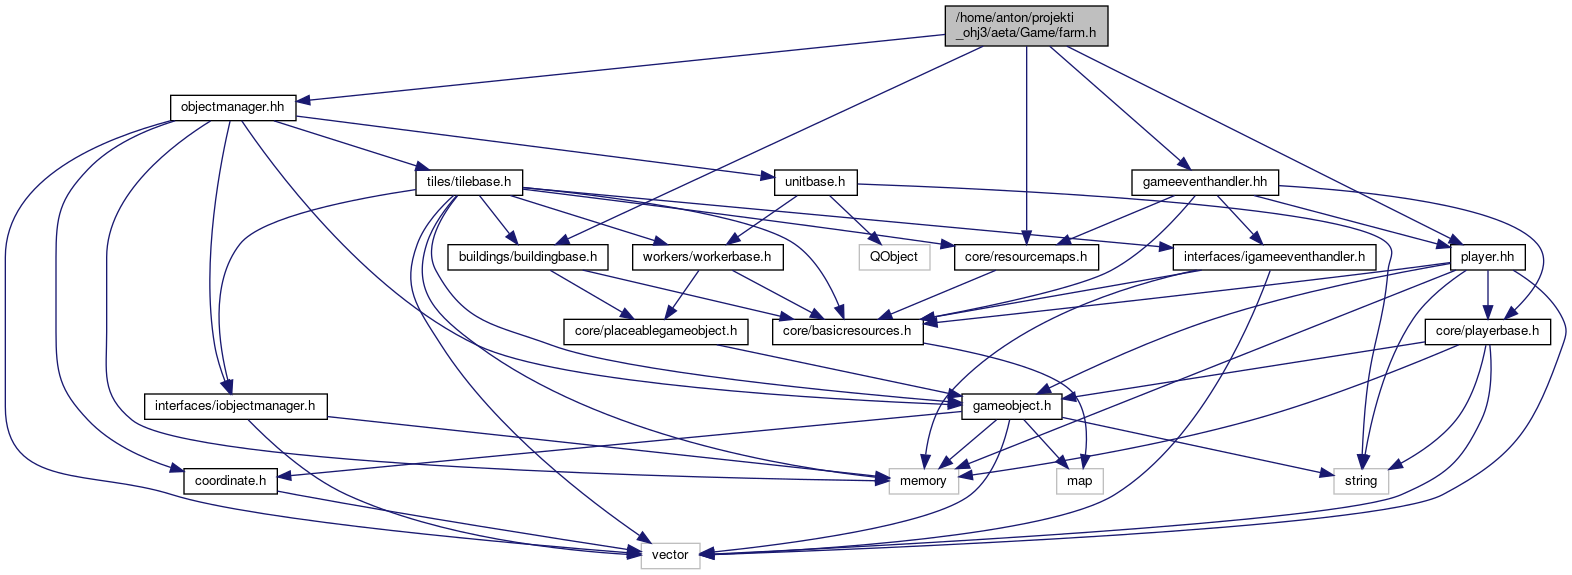 /home/anton/projekti
_ohj3/aeta/Game/farm.h
objectmanager.hh
tiles/tilebase.h
unitbase.h
gameeventhandler.hh
buildings/buildingbase.h
workers/workerbase.h
QObject
core/resourcemaps.h
interfaces/igameeventhandler.h
player.hh
core/placeablegameobject.h
core/basicresources.h
core/playerbase.h
interfaces/iobjectmanager.h
gameobject.h
coordinate.h
memory
map
string
vector